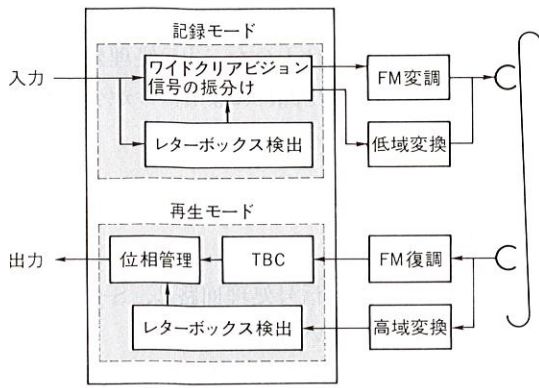 記録モード
入力
ワイドクリアビジョン
信号の振分け
FM変調
レターボックス検出
低域変換
再生モード
出力
位相管理
TBC
FM復調
レターボックス検出
高域変換